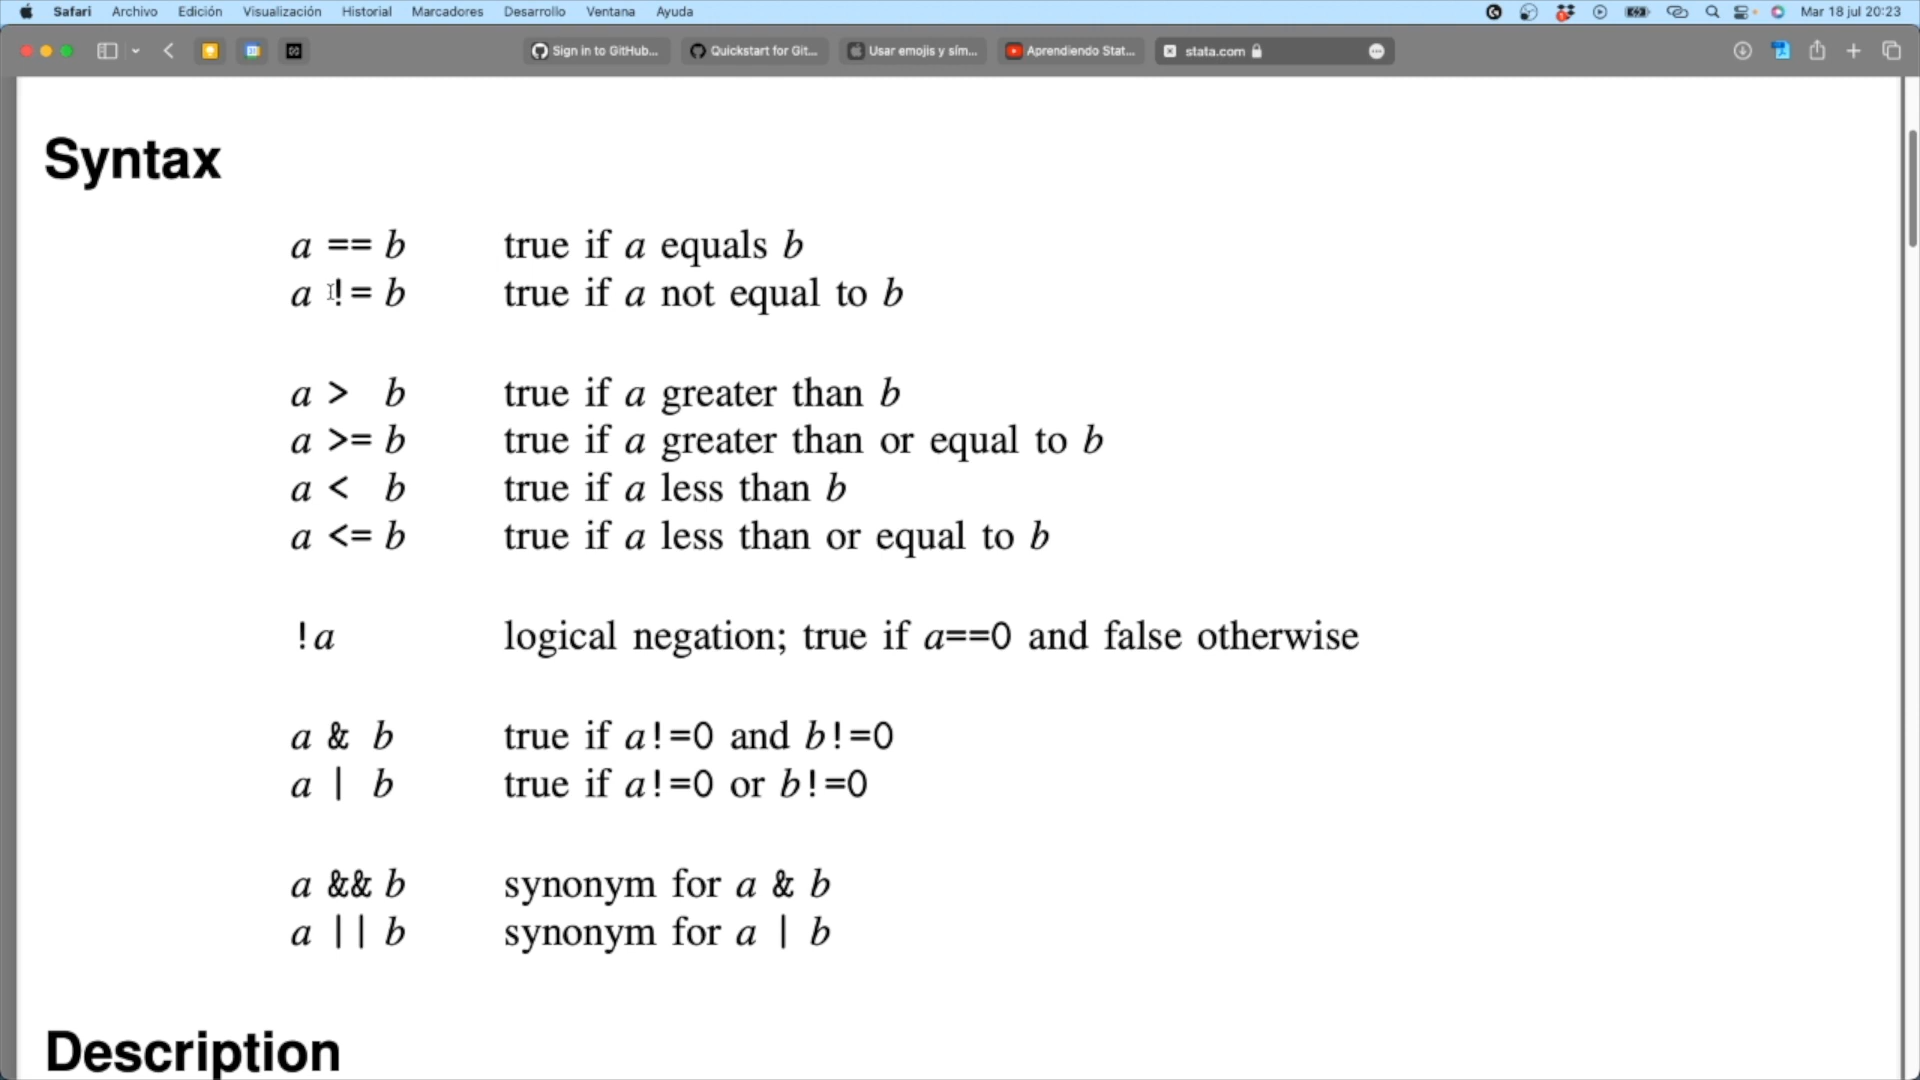 Safari Archivo Edición Visualización Historial Marcadores Desarrollo Ventana Ayuda Mar 18 jul 20:23
Sign in to GitHub... Quickstart for Git... Usar emojis y sím... Aprendiendo Stat... stata.com
Syntax
a == b true if a equals b
a != b true if a not equal to b
a > b true if a greater than b
a >= b true if a greater than or equal to b
a < b true if a less than b
a <= b true if a less than or equal to b
!a logical negation; true if a==0 and false otherwise
a & b true if a!=0 and b!=0
a | b true if a!=0 or b!=0
a && b synonym for a & b
a || b synonym for a | b
Description